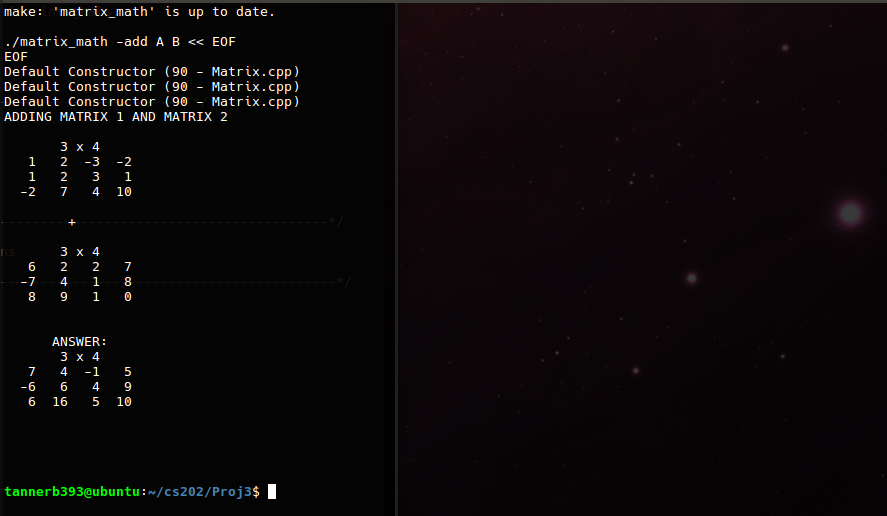 make: 'matrix_math' is up to date.
./matrix_math -add A B << EOF
EOF
Default Constructor (90 - Matrix.cpp)
Default Constructor (90 - Matrix.cpp)
Default Constructor (90 - Matrix.cpp)
ADDING MATRIX 1 AND MATRIX 2
3 x 4
1 2 -3 -2
1 2 3 1
-2 7 4 10
---------------------------------------*/
+
ns
3 x 4
6 2 2 7
-7 4 1 8
----------------------------------------*/
8 9 1 0
ANSWER:
3 x 4
7 4 -1 5
-6 6 4 9
6 16 5 10
tannerb393@ubuntu:~/cs202/Proj3$